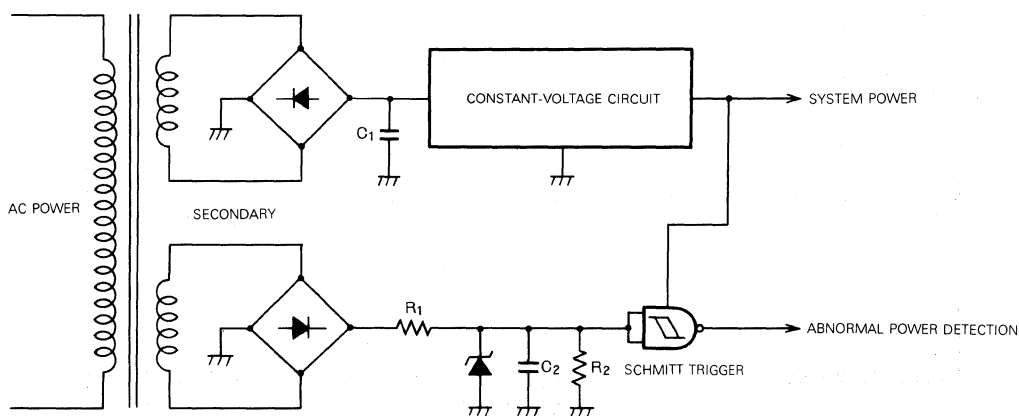 CONSTANT-VOLTAGE CIRCUIT
SYSTEM POWER
C1
AC POWER
SECONDARY
R1
ABNORMAL POWER DETECTION
C2
R2
SCHMITT TRIGGER